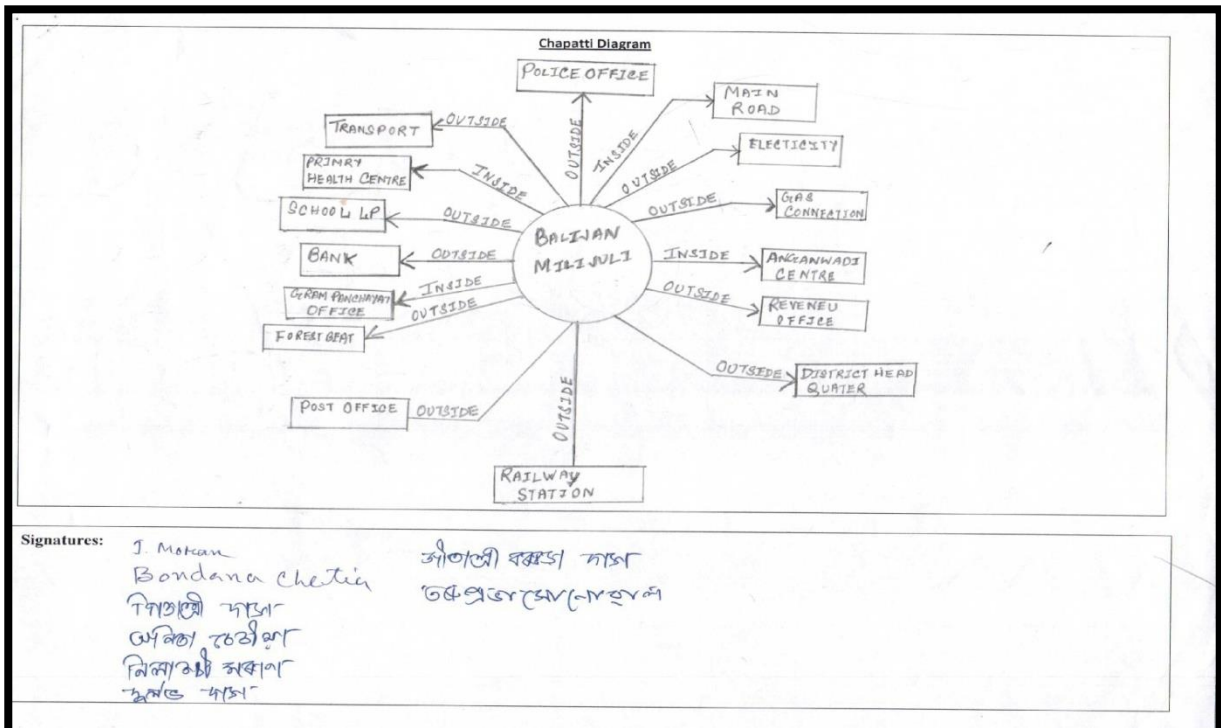 Chapatti Diagram
POLICE OFFICE
MAIN
ROAD
TRANSPORT
OUTSIDE
OUTSIDE
INSIDE
ELECTICITY
PRIMRY
HEALTH CENTRE
INSIDE
OUTSIDE
SCHOOL LP
OUTSIDE
OUTSIDE
GAS
CONNECTION
BALIJAN
MILIJULI
BANK
OUTSIDE
INSIDE
ANGANWADI
CENTRE
GRAM PANCHAYAT
OFFICE
INSIDE
OUTSIDE
REVENEU
OFFICE
FOREST BEAT
OUTSIDE
OUTSIDE
DISTRICT HEAD
QUATER
POST OFFICE
OUTSIDE
OUTSIDE
RAILWAY
STATION
Signatures:
J. Moran
Bondana Chetia
দাস
চেতীয়া
দাস
দাস